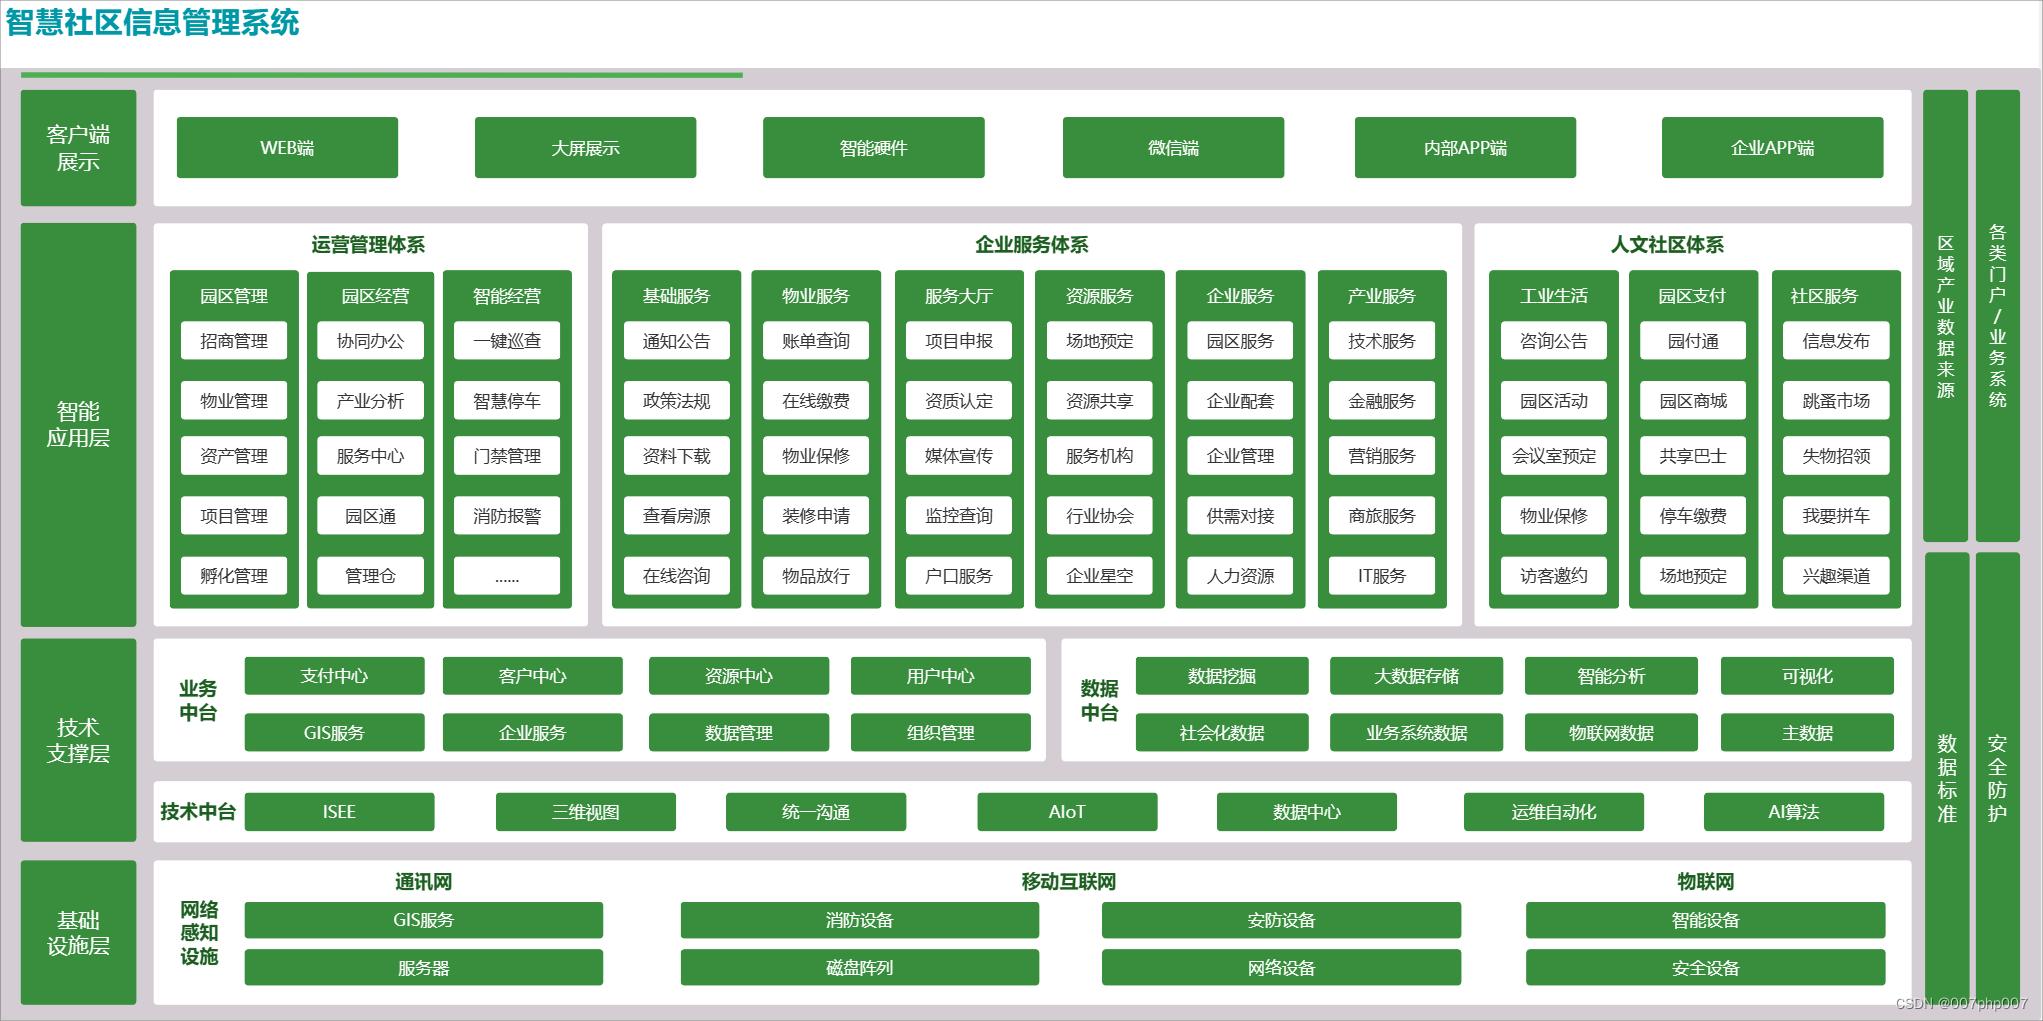 智慧社区信息管理系统
客户端
展示
WEB端
大屏展示
智能硬件
微信端
内部APP端
企业APP端
智能
应用层
运营管理体系
园区管理
招商管理
物业管理
资产管理
项目管理
孵化管理
园区经营
协同办公
产业分析
服务中心
园区通
管理仓
智能经营
一键巡查
智慧停车
门禁管理
消防报警
......
企业服务体系
基础服务
通知公告
政策法规
资料下载
查看房源
在线咨询
物业服务
账单查询
在线缴费
物业保修
装修申请
物品放行
服务大厅
项目申报
资质认定
媒体宣传
监控查询
户口服务
资源服务
场地预定
资源共享
服务机构
行业协会
企业星空
企业服务
园区服务
企业配套
企业管理
供需对接
人力资源
产业服务
技术服务
金融服务
营销服务
商旅服务
IT服务
人文社区体系
工业生活
咨询公告
园区活动
会议室预定
物业保修
访客邀约
园区支付
园付通
园区商城
共享巴士
停车缴费
场地预定
社区服务
信息发布
跳蚤市场
失物招领
我要拼车
兴趣渠道
技术
支撑层
业务
中台
支付中心
客户中心
资源中心
用户中心
GIS服务
企业服务
数据管理
组织管理
数据
中台
数据挖掘
大数据存储
智能分析
可视化
社会化数据
业务系统数据
物联网数据
主数据
技术中台
ISEE
三维视图
统一沟通
AIoT
数据中心
运维自动化
AI算法
基础
设施层
网络
感知
设施
通讯网
移动互联网
物联网
GIS服务
消防设备
安防设备
智能设备
服务器
磁盘阵列
网络设备
安全设备
区域产业数据来源
各类门户/业务系统
数据标准
安全防护
CSDN @007php007